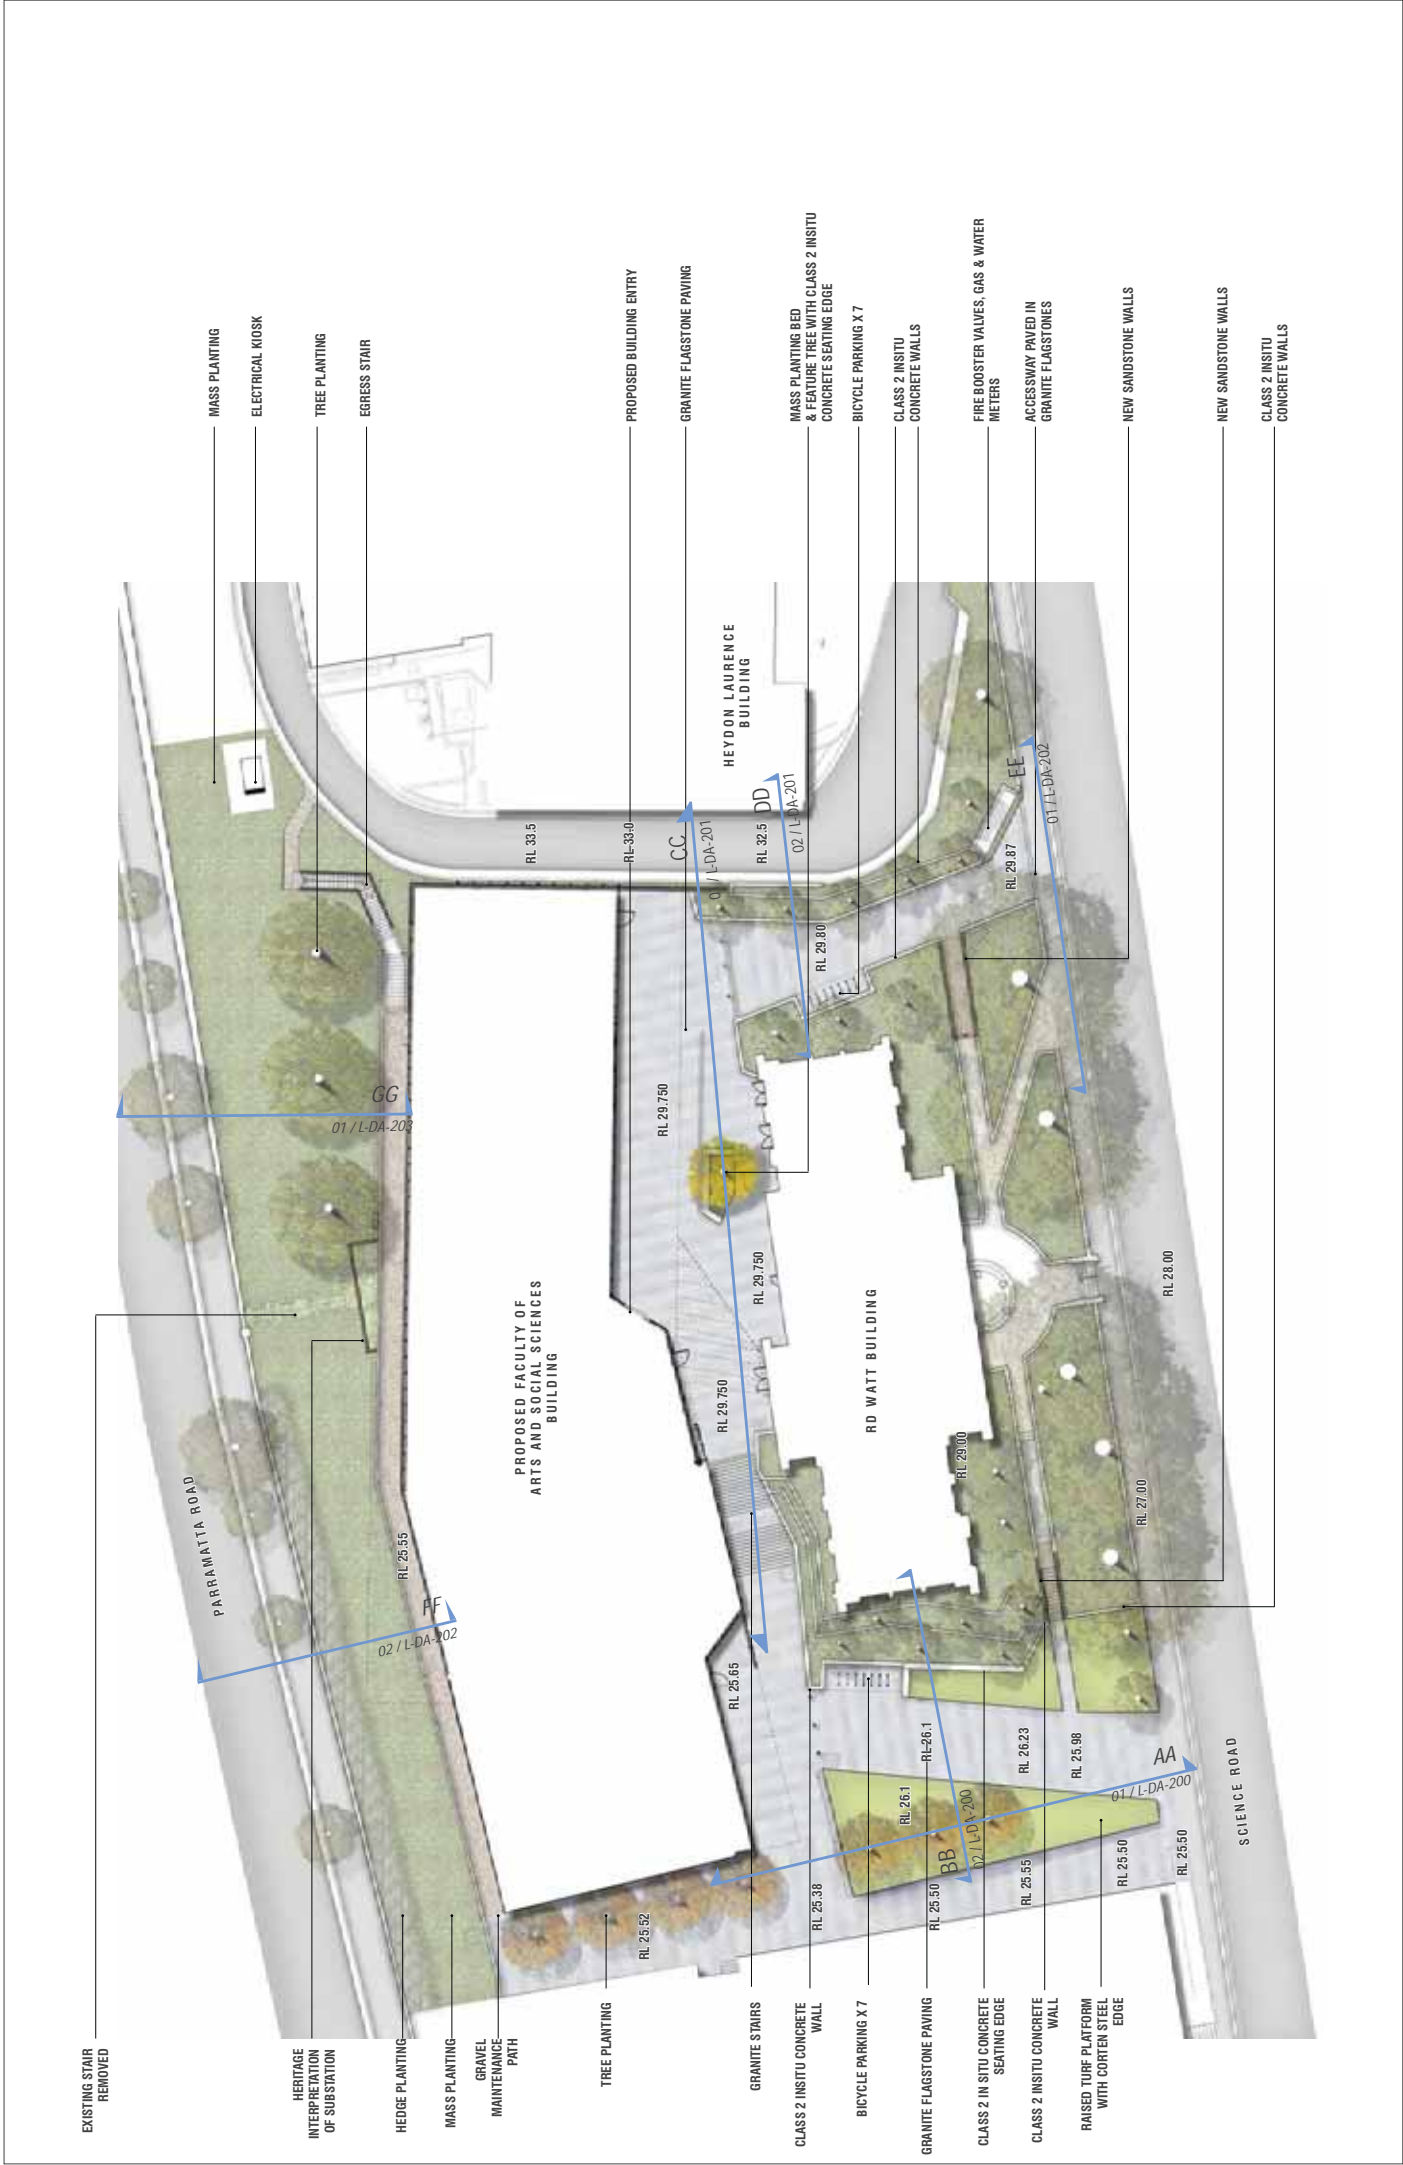 MASS PLANTING
ELECTRICAL KIOSK
TREE PLANTING
EGRESS STAIR
PROPOSED BUILDING ENTRY
GRANITE FLAGSTONE PAVING
MASS PLANTING BED
& FEATURE TREE WITH CLASS 2 INSITU
CONCRETE SEATING EDGE
BICYCLE PARKING X 7
CLASS 2 INSITU
CONCRETE WALLS
FIRE BOOSTER VALVES, GAS & WATER
METERS
ACCESSWAY PAVED IN
GRANITE FLAGSTONES
NEW SANDSTONE WALLS
NEW SANDSTONE WALLS
CLASS 2 INSITU
CONCRETE WALLS
HEYDON LAURENCE
BUILDING
RL 33.5
RL 33.0
CC
01 / L-DA-201
RL 32.5
DD
02 / L-DA-201
EE
01 / L-DA-202
RL 29.87
RL 29.80
GG
01 / L-DA-203
RL 29.750
RL 29.750
RL 29.750
PROPOSED FACULTY OF
ARTS AND SOCIAL SCIENCES
BUILDING
RD WATT BUILDING
RL 28.00
RL 29.00
RL 27.00
PARRAMATTA ROAD
RL 25.55
FF
02 / L-DA-202
RL 25.65
RL 26.1
RL 26.23
RL 25.98
AA
01 / L-DA-200
SCIENCE ROAD
RL 26.1
BB
02 / L-DA-200
RL 25.52
RL 25.38
RL 25.50
RL 25.55
RL 25.50
RL 25.50
EXISTING STAIR
REMOVED
HERITAGE
INTERPRETATION
OF SUBSTATION
HEDGE PLANTING
MASS PLANTING
GRAVEL
MAINTENANCE
PATH
TREE PLANTING
GRANITE STAIRS
CLASS 2 INSITU CONCRETE
WALL
BICYCLE PARKING X 7
GRANITE FLAGSTONE PAVING
CLASS 2 IN SITU CONCRETE
SEATING EDGE
CLASS 2 INSITU CONCRETE
WALL
RAISED TURF PLATFORM
WITH CORTEN STEEL
EDGE